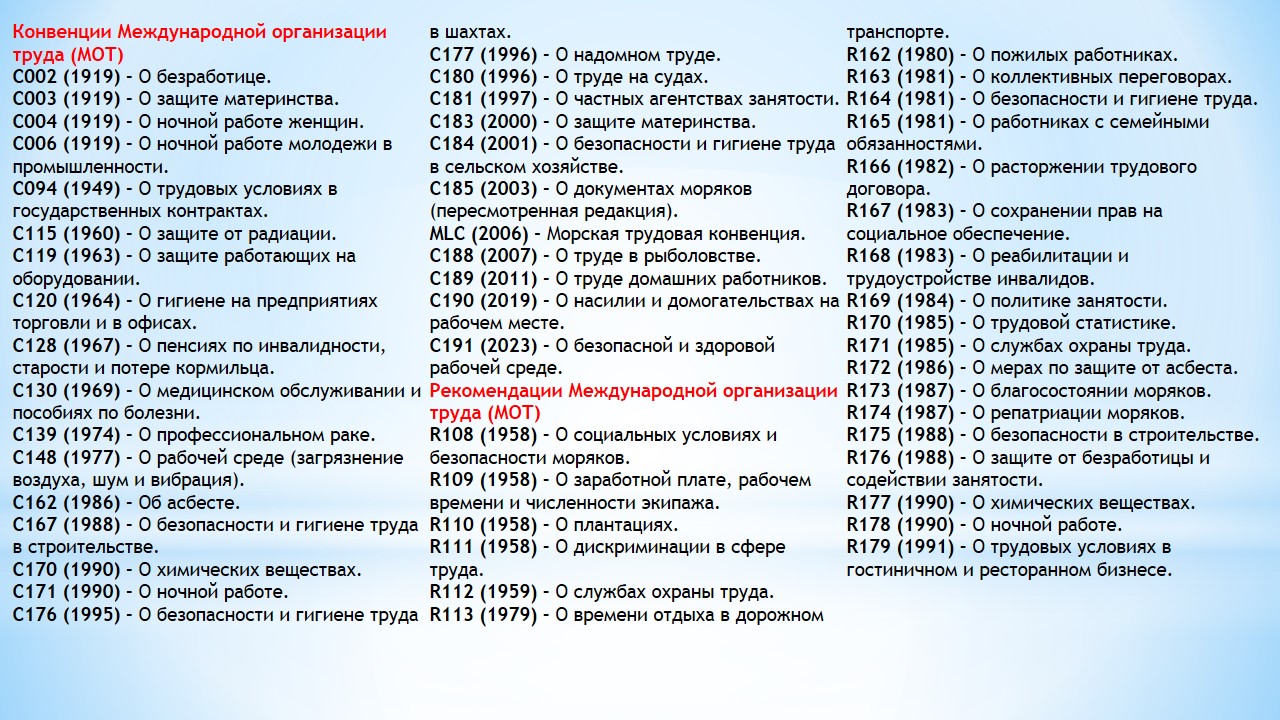 Конвенции Международной организации
труда (МОТ)
C002 (1919) – О безработице.
C003 (1919) – О защите материнства.
C004 (1919) – О ночной работе женщин.
C006 (1919) – О ночной работе молодежи в
промышленности.
C094 (1949) – О трудовых условиях в
государственных контрактах.
C115 (1960) – О защите от радиации.
C119 (1963) – О защите работающих на
оборудовании.
C120 (1964) – О гигиене на предприятиях
торговли и в офисах.
C128 (1967) – О пенсиях по инвалидности,
старости и потере кормильца.
C130 (1969) – О медицинском обслуживании и
пособиях по болезни.
C139 (1974) – О профессиональном раке.
C148 (1977) – О рабочей среде (загрязнение
воздуха, шум и вибрация).
C162 (1986) – Об асбесте.
C167 (1988) – О безопасности и гигиене труда
в строительстве.
C170 (1990) – О химических веществах.
C171 (1990) – О ночной работе.
C176 (1995) – О безопасности и гигиене труда
в шахтах.
C177 (1996) – О надомном труде.
C180 (1996) – О труде на судах.
C181 (1997) – О частных агентствах занятости.
C183 (2000) – О защите материнства.
C184 (2001) – О безопасности и гигиене труда
в сельском хозяйстве.
C185 (2003) – О документах моряков
(пересмотренная редакция).
MLC (2006) – Морская трудовая конвенция.
C188 (2007) – О труде в рыболовстве.
C189 (2011) – О труде домашних работников.
C190 (2019) – О насилии и домогательствах на
рабочем месте.
C191 (2023) – О безопасной и здоровой
рабочей среде.
Рекомендации Международной организации
труда (МОТ)
R108 (1958) – О социальных условиях и
безопасности моряков.
R109 (1958) – О заработной плате, рабочем
времени и численности экипажа.
R110 (1958) – О плантациях.
R111 (1958) – О дискриминации в сфере
труда.
R112 (1959) – О службах охраны труда.
R113 (1979) – О времени отдыха в дорожном
транспорте.
R162 (1980) – О пожилых работниках.
R163 (1981) – О коллективных переговорах.
R164 (1981) – О безопасности и гигиене труда.
R165 (1981) – О работниках с семейными
обязанностями.
R166 (1982) – О расторжении трудового
договора.
R167 (1983) – О сохранении прав на
социальное обеспечение.
R168 (1983) – О реабилитации и
трудоустройстве инвалидов.
R169 (1984) – О политике занятости.
R170 (1985) – О трудовой статистике.
R171 (1985) – О службах охраны труда.
R172 (1986) – О мерах по защите от асбеста.
R173 (1987) – О благосостоянии моряков.
R174 (1987) – О репатриации моряков.
R175 (1988) – О безопасности в строительстве.
R176 (1988) – О защите от безработицы и
содействии занятости.
R177 (1990) – О химических веществах.
R178 (1990) – О ночной работе.
R179 (1991) – О трудовых условиях в
гостиничном и ресторанном бизнесе.